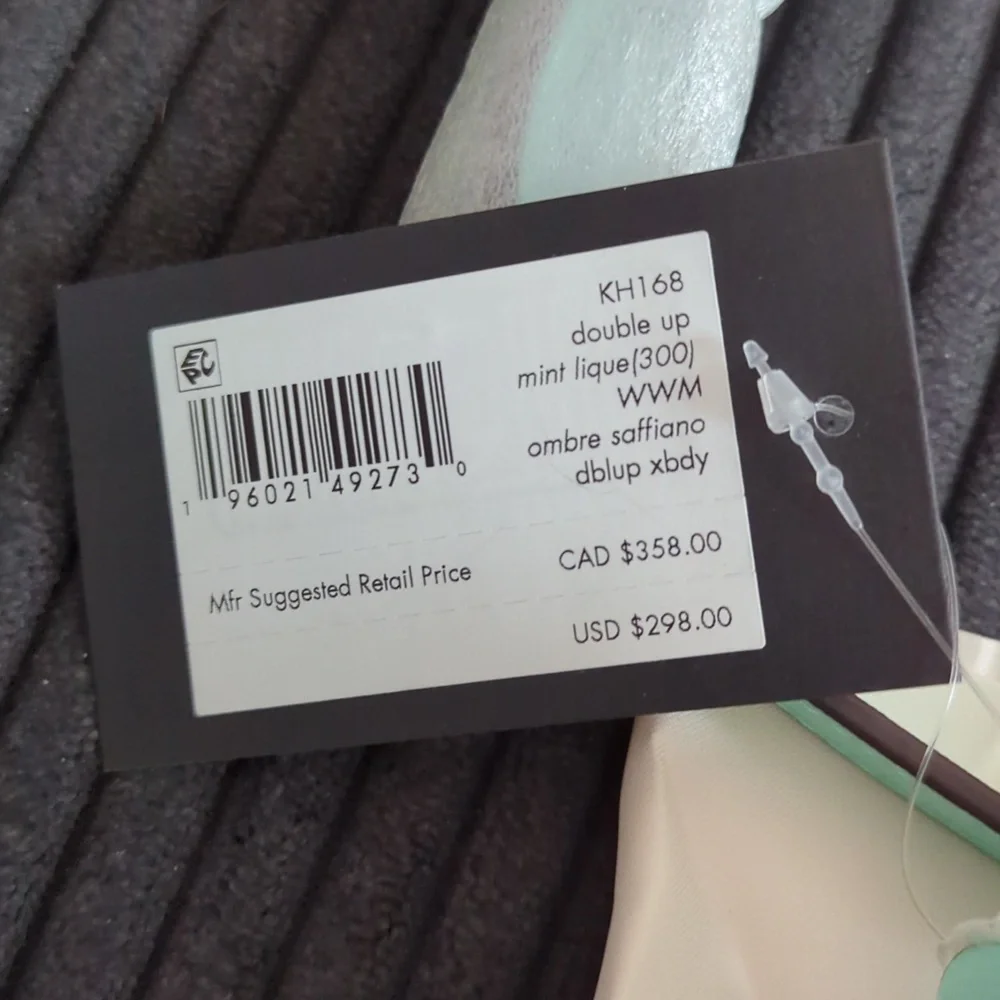 EPC
KH168
double up
mint lique(300)
WWM
ombre saffiano
dblup xbdy
1 96021 49273 0
Mfr Suggested Retail Price
CAD $358.00
USD $298.00